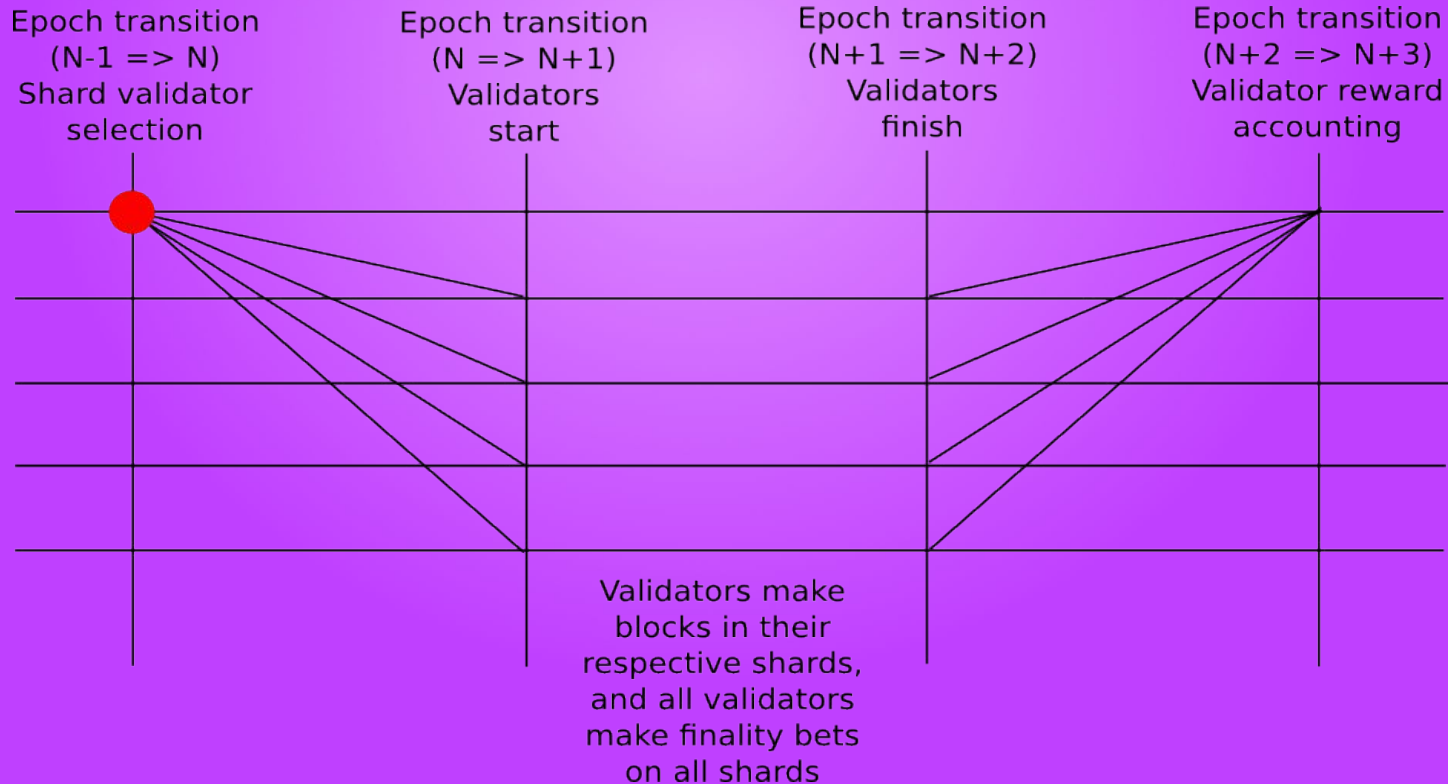 Epoch transition
(N-1 => N)
Shard validator
selection
Epoch transition
(N => N+1)
Validators
start
Epoch transition
(N+1 => N+2)
Validators
finish
Epoch transition
(N+2 => N+3)
Validator reward
accounting
Validators make
blocks in their
respective shards,
and all validators
make finality bets
on all shards